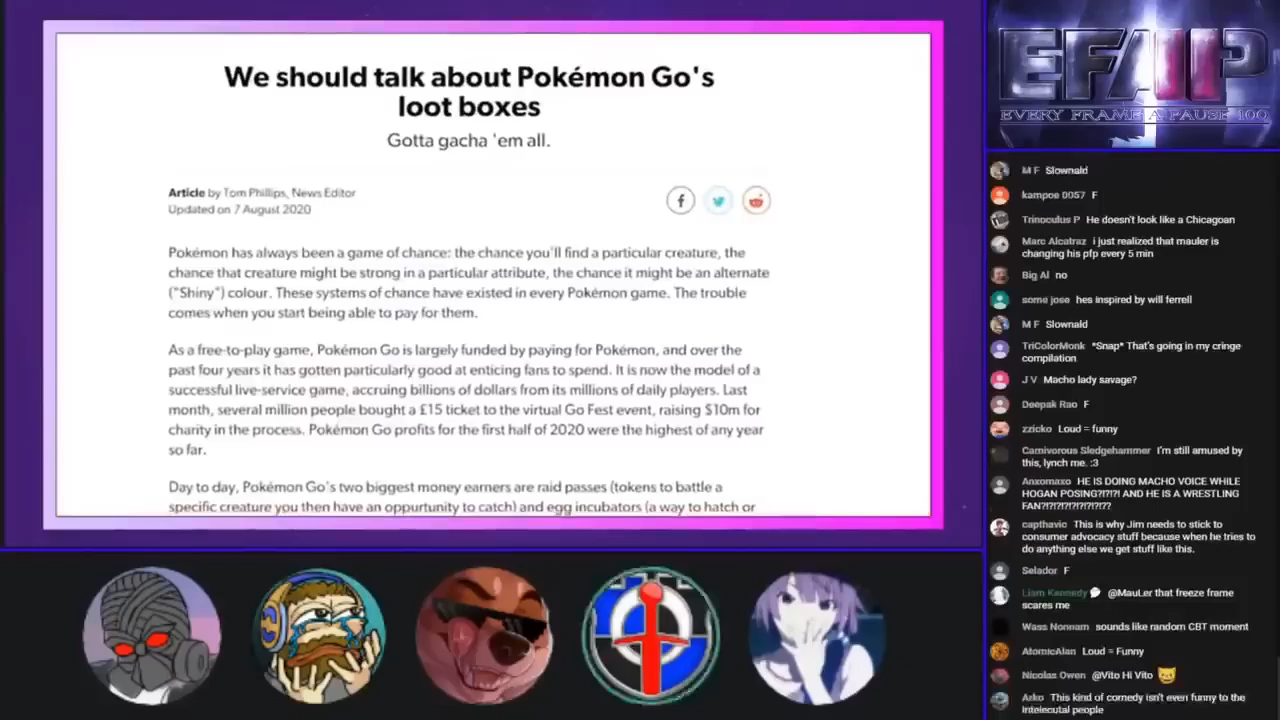 We should talk about Pokémon Go's
loot boxes
Gotta gacha 'em all.
Article by Tom Phillips, News Editor
Updated on 7 August 2020
Pokémon has always been a game of chance: the chance you'll find a particular creature, the
chance that creature might be strong in a particular attribute, the chance it might be an alternate
("Shiny") colour. These systems of chance have existed in every Pokémon game. The trouble
comes when you start being able to pay for them.
As a free-to-play game, Pokémon Go is largely funded by paying for Pokémon, and over the
past four years it has gotten particularly good at enticing fans to spend. It is now the model of a
successful live-service game, accruing billions of dollars from its millions of daily players. Last
month, several million people bought a £15 ticket to the virtual Go Fest event, raising $10m for
charity in the process. Pokémon Go profits for the first half of 2020 were the highest of any year
so far.
Day to day, Pokémon Go's two biggest money earners are raid passes (tokens to battle a
specific creature you then have an oppurtunity to catch) and egg incubators (a way to hatch or
EFAP
EVERY FRAME A PAUSE 100
M F Slownald
kampoe 0057 F
Trinoculus P He doesn't look like a Chicagoan
Marc Alcatraz i just realized that mauler is
changing his pfp every 5 min
Big Al no
some jose hes inspired by will ferrell
M F Slownald
TriColorMonk *Snap* That's going in my cringe
compilation
J V Macho lady savage?
Deepak Rao F
zzicko Loud = funny
Carnivorous Sledgehammer I'm still amused by
this, lynch me. :3
Anxomaxo HE IS DOING MACHO VOICE WHILE
HOGAN POSING?!?!?! AND HE IS A WRESTLING
FAN?!?!?!?!?!?!?!?!??
capthavic This is why Jim needs to stick to
consumer advocacy stuff because when he tries to
do anything else we get stuff like this.
Selador F
Liam Kennedy @MauLer that freeze frame
scares me
Wass Nonnam sounds like random CBT moment
AtomicAlan Loud = Funny
Nicolas Owen @Vito Hi Vito
Arko This kind of comedy isn't even funny to the
intelecutal people